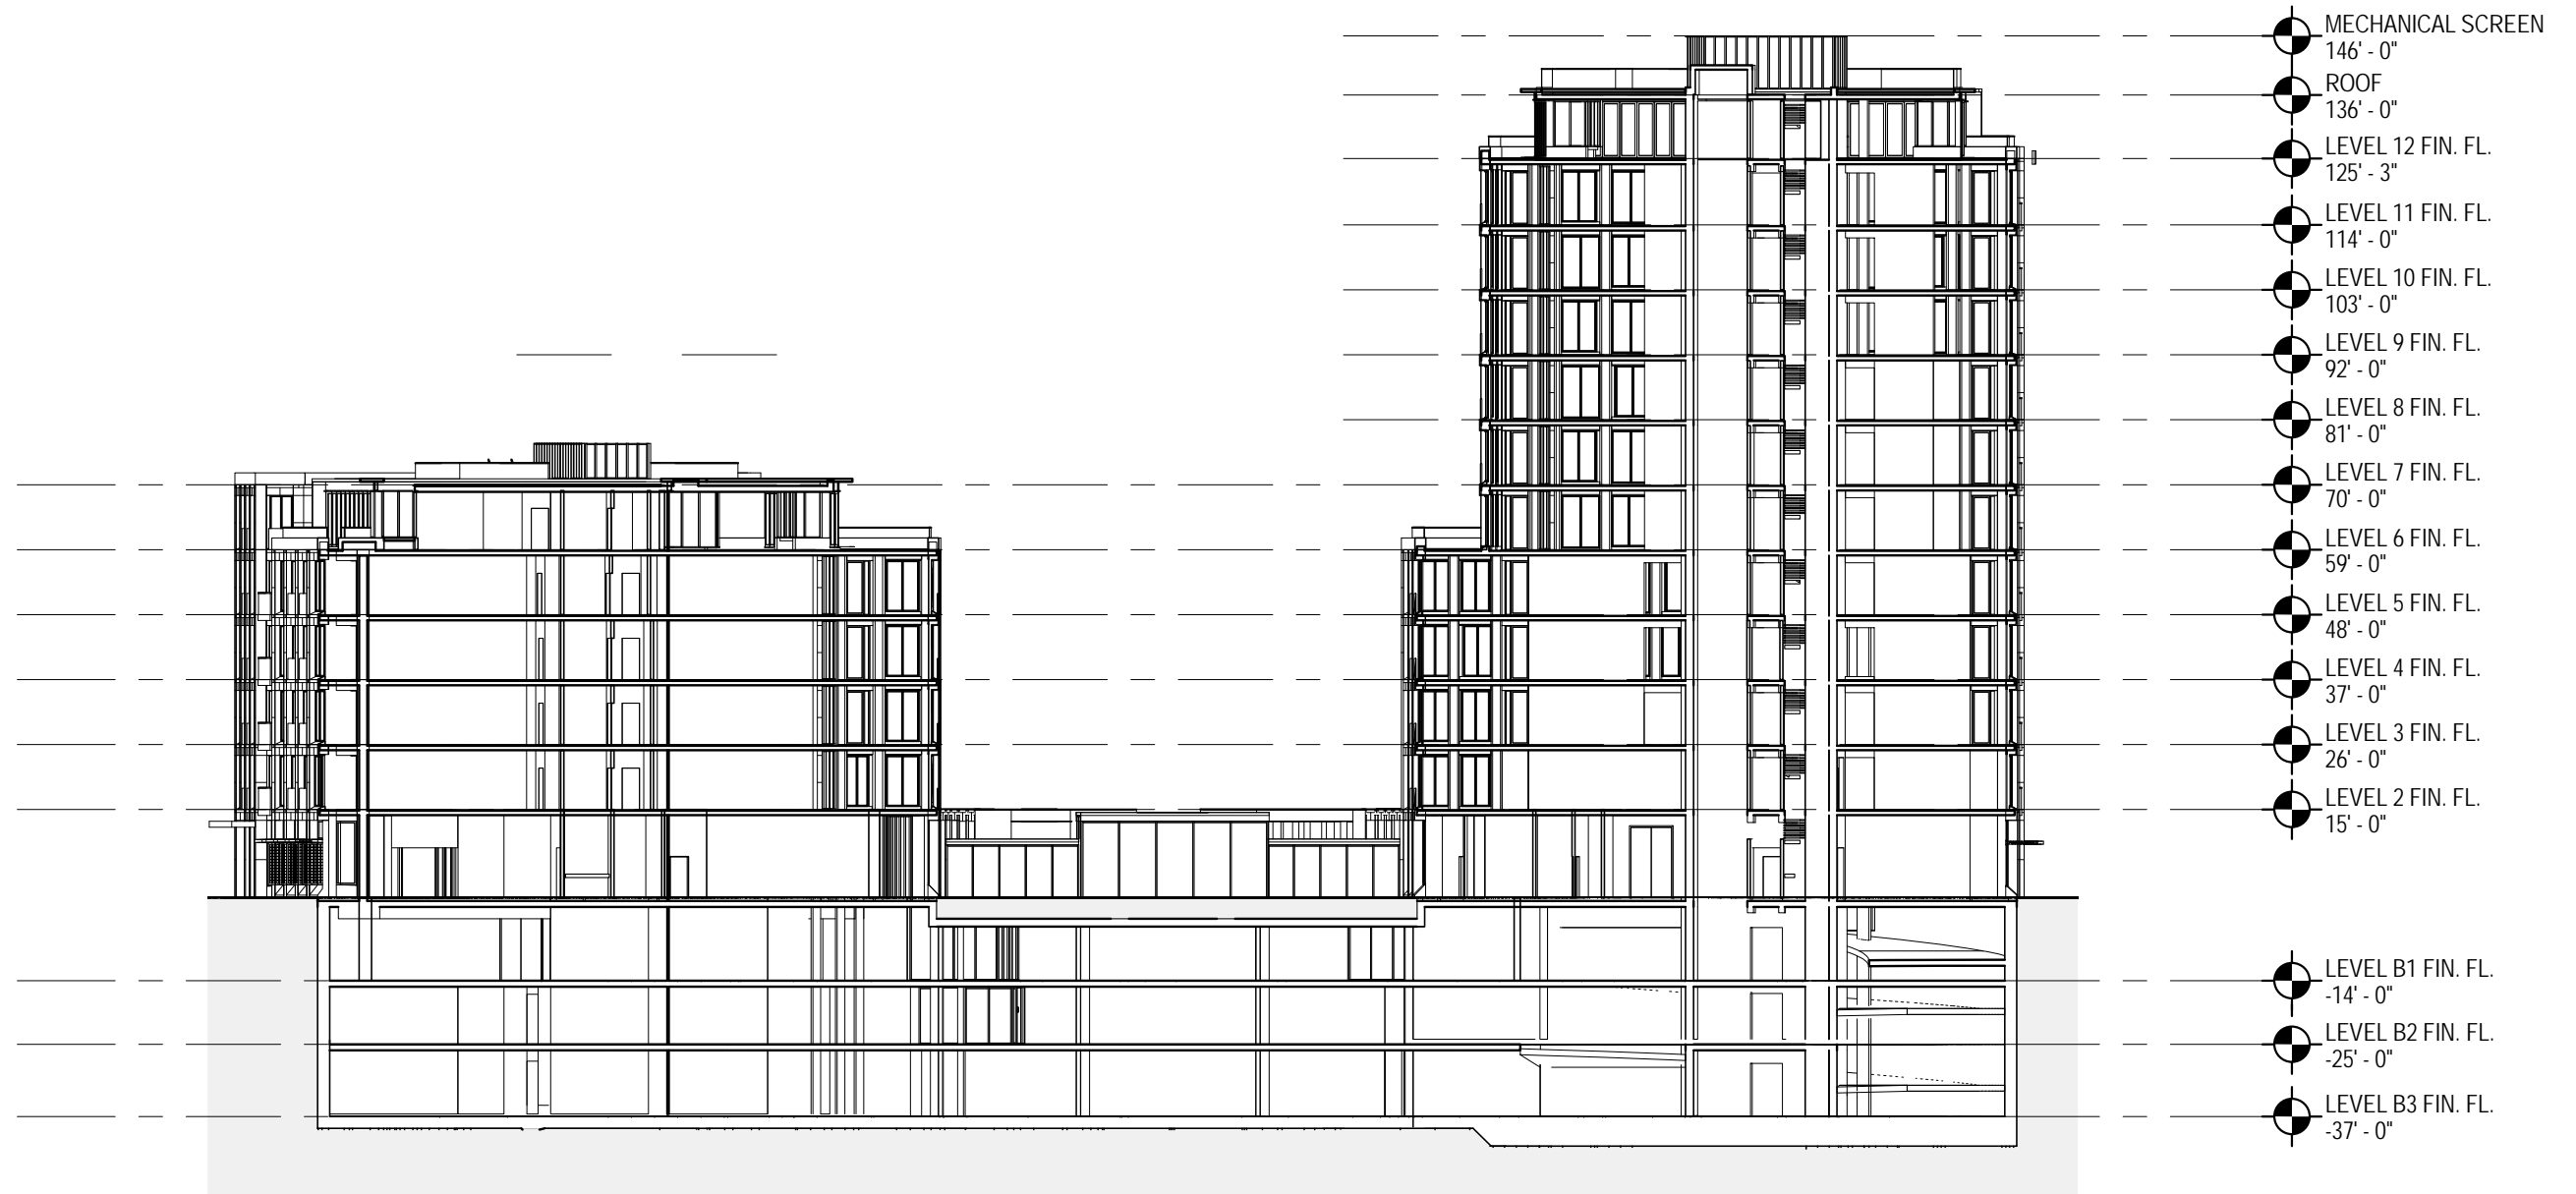 MECHANICAL SCREEN
146' - 0"
ROOF
136' - 0"
LEVEL 12 FIN. FL.
125' - 3"
LEVEL 11 FIN. FL.
114' - 0"
LEVEL 10 FIN. FL.
103' - 0"
LEVEL 9 FIN. FL.
92' - 0"
LEVEL 8 FIN. FL.
81' - 0"
LEVEL 7 FIN. FL.
70' - 0"
LEVEL 6 FIN. FL.
59' - 0"
LEVEL 5 FIN. FL.
48' - 0"
LEVEL 4 FIN. FL.
37' - 0"
LEVEL 3 FIN. FL.
26' - 0"
LEVEL 2 FIN. FL.
15' - 0"
LEVEL B1 FIN. FL.
-14' - 0"
LEVEL B2 FIN. FL.
-25' - 0"
LEVEL B3 FIN. FL.
-37' - 0"